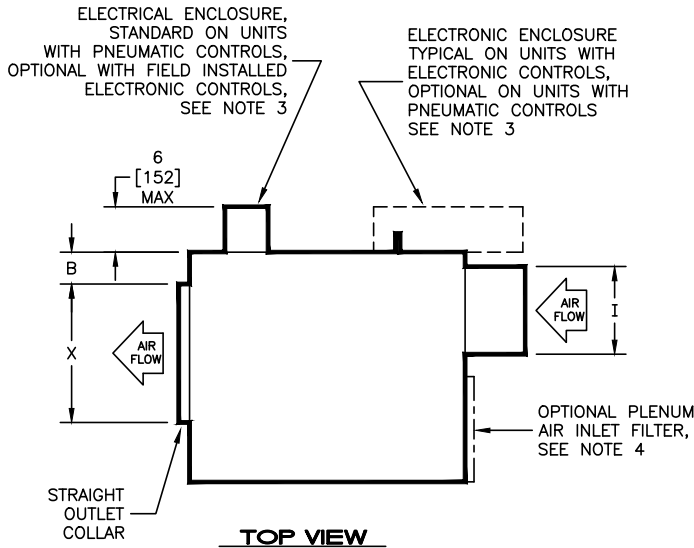 ELECTRICAL ENCLOSURE,
STANDARD ON UNITS
WITH PNEUMATIC CONTROLS,
OPTIONAL WITH FIELD INSTALLED
ELECTRONIC CONTROLS,
SEE NOTE 3
ELECTRONIC ENCLOSURE
TYPICAL ON UNITS WITH
ELECTRONIC CONTROLS,
OPTIONAL ON UNITS WITH
PNEUMATIC CONTROLS
SEE NOTE 3
6
[152]
MAX
B
X
AIR
FLOW
AIR
FLOW
I
OPTIONAL PLENUM
AIR INLET FILTER,
SEE NOTE 4
STRAIGHT
OUTLET
COLLAR
TOP VIEW